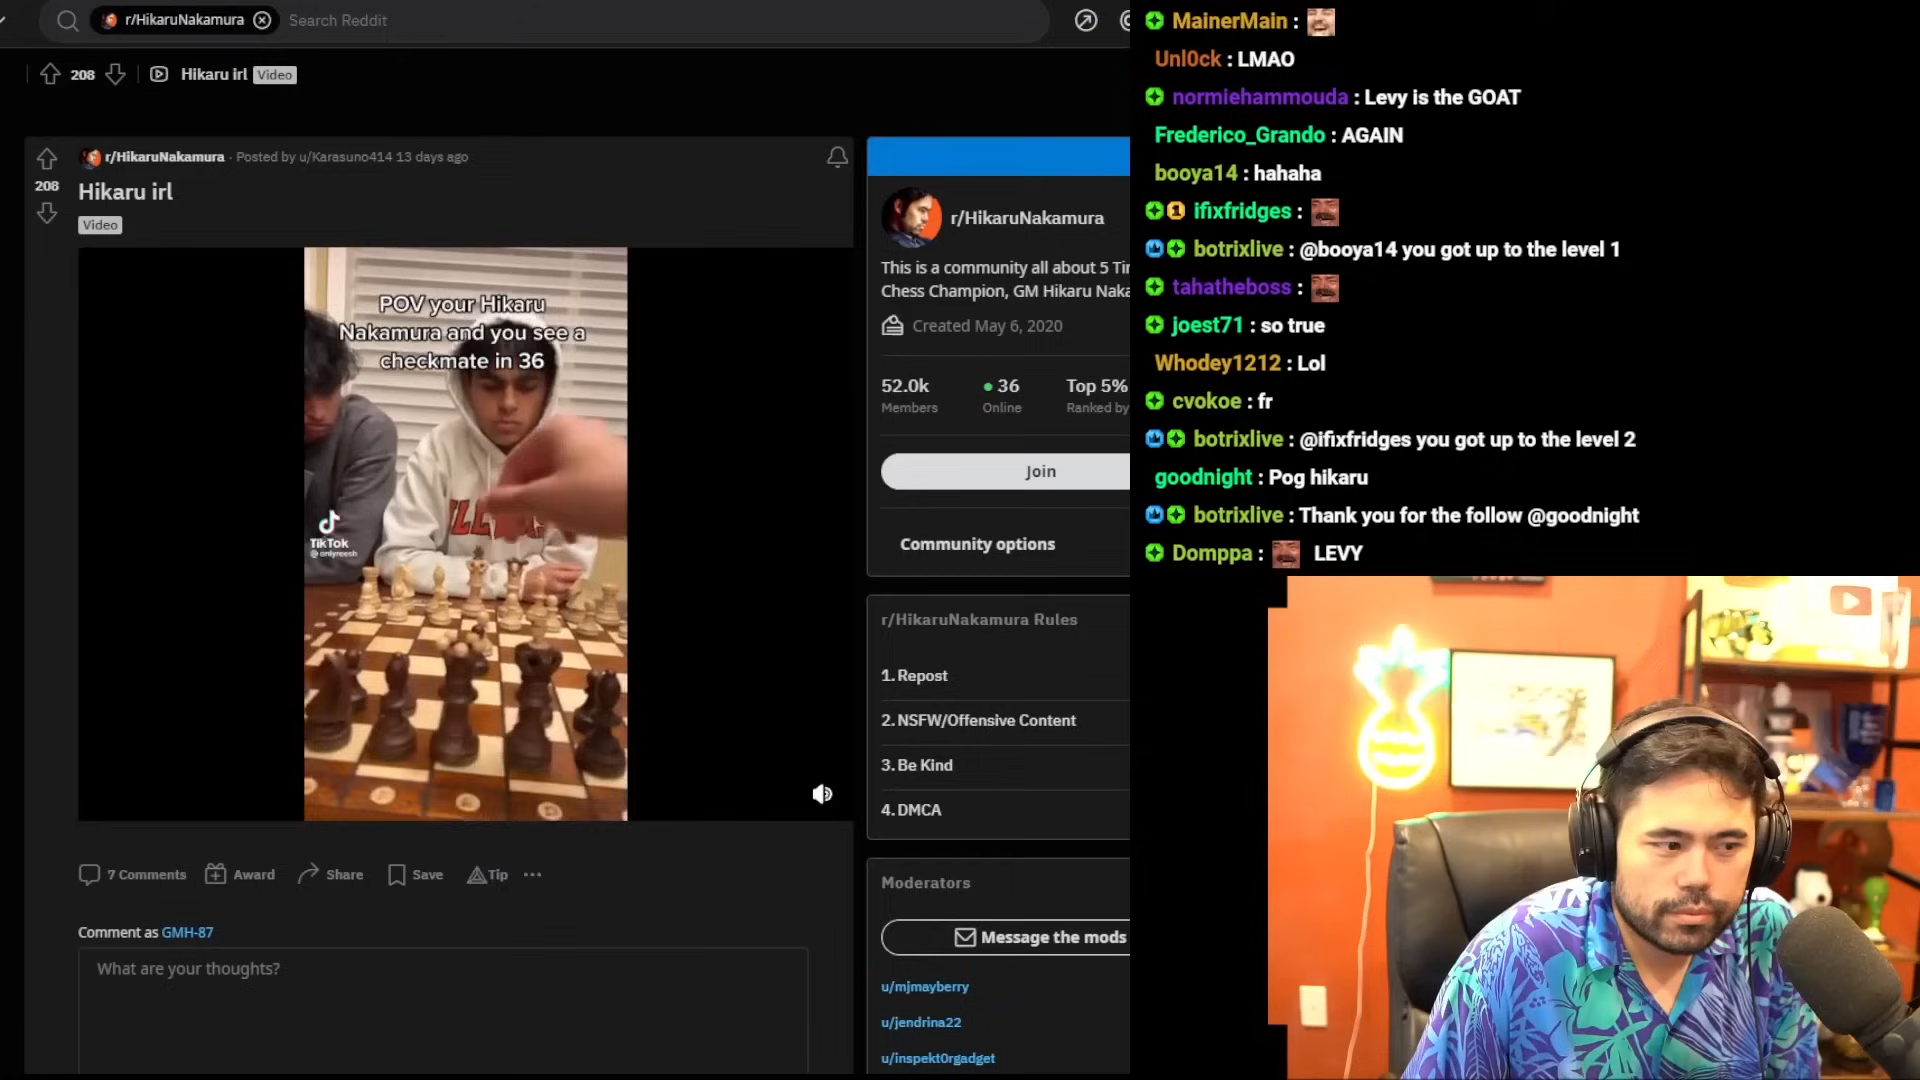 r/HikaruNakamura
Search Reddit
208
Hikaru irl
Video
r/HikaruNakamura · Posted by u/Karasuno414 13 days ago
208
Hikaru irl
Video
POV your Hikaru
Nakamura and you see a
checkmate in 36
TikTok
@onlyreesh
7 Comments
Award
Share
Save
Tip
Comment as GMH-87
What are your thoughts?
r/HikaruNakamura
This is a community all about 5
Chess Champion, GM Hikaru
Created May 6, 2020
52.0k
36
Top 5%
Members
Online
Ranked by
Join
Community options
r/HikaruNakamura Rules
1. Repost
2. NSFW/Offensive Content
3. Be Kind
4. DMCA
Moderators
Message the mods
u/mjmayberry
u/jendrina22
u/inspekt0rgadget
MainerMain :
Unl0ck : LMAO
normiehammouda : Levy is the GOAT
Frederico_Grando : AGAIN
booya14 : hahaha
1 ifixfridges :
botrixlive : @booya14 you got up to the level 1
tahatheboss :
joest71 : so true
Whodey1212 : Lol
cvokoe : fr
botrixlive : @ifixfridges you got up to the level 2
goodnight : Pog hikaru
botrixlive : Thank you for the follow @goodnight
Domppa : LEVY